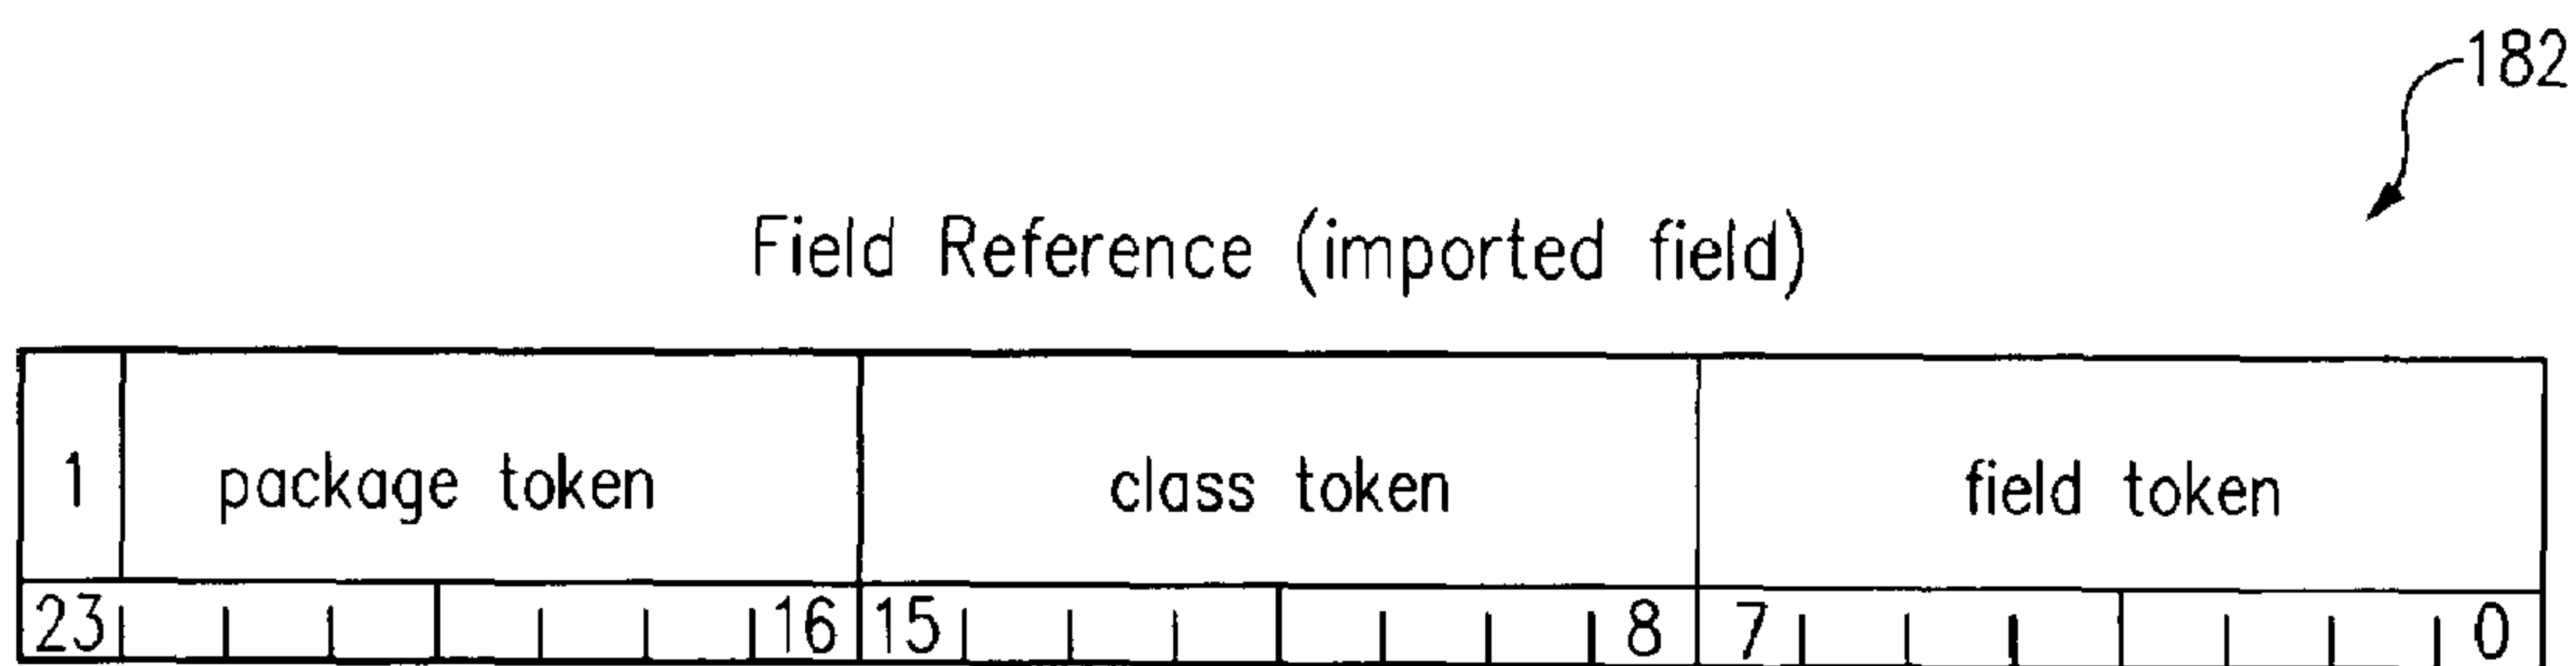 182
Field Reference (imported field)
1 package token class token field token
23 16 15 8 7 0